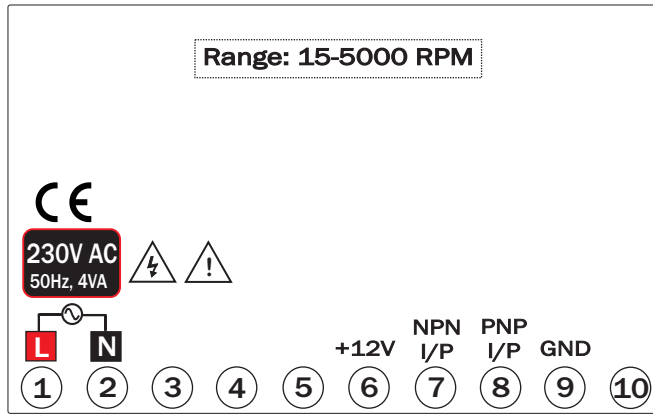 Range: 15-5000 RPM
CE
230V AC
50Hz, 4VA
L N
+12V NPN I/P PNP I/P GND
1 2 3 4 5 6 7 8 9 10